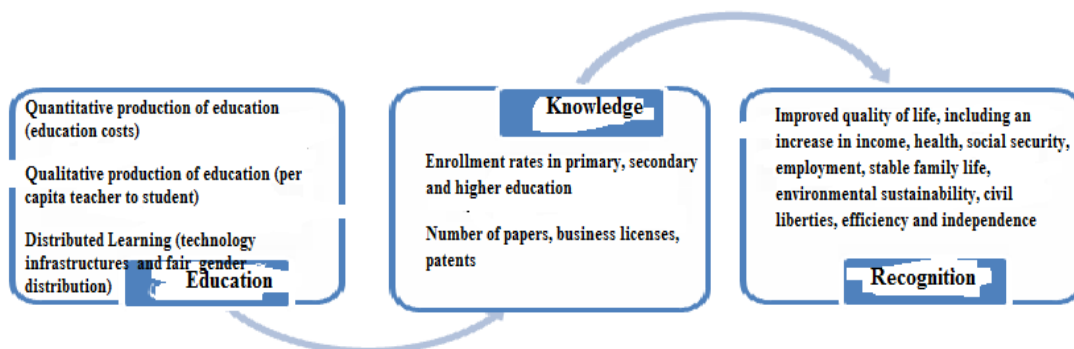 Quantitative production of education
(education costs)
Qualitative production of education (per
capita teacher to student)
Distributed Learning (technology
infrastructures and fair gender
distribution)
Education
Knowledge
Enrollment rates in primary, secondary
and higher education
Number of papers, business licenses,
patents
Improved quality of life, including an
increase in income, health, social security,
employment, stable family life,
environmental sustainability, civil
liberties, efficiency and independence
Recognition